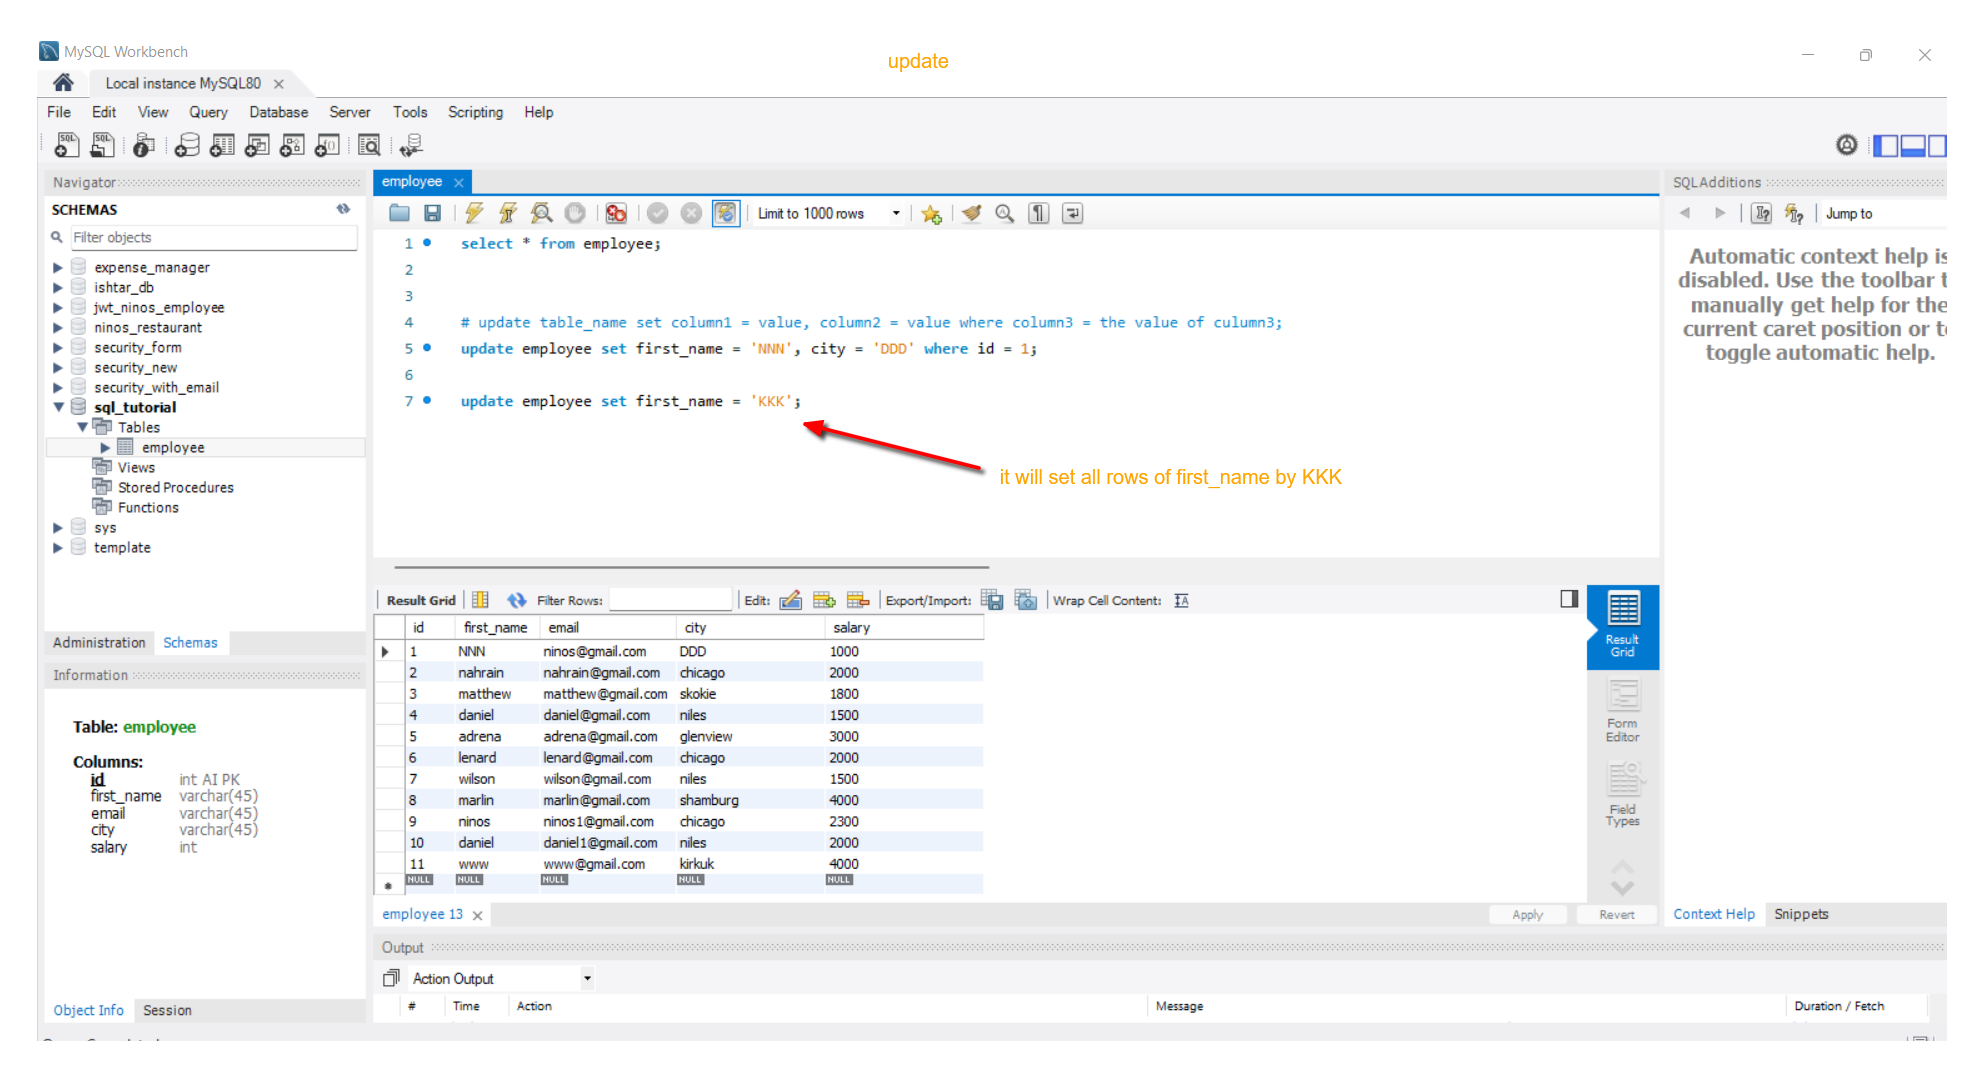 MySQL Workbench
update
Local instance MySQL80
File Edit View Query Database Server Tools Scripting Help
Navigator
SCHEMAS
Filter objects
expense_manager
ishtar_db
jwt_ninos_employee
ninos_restaurant
security_form
security_new
security_with_email
sql_tutorial
Tables
employee
Views
Stored Procedures
Functions
sys
template
Administration Schemas
Information
Table: employee
Columns:
id int AI PK
first_name varchar(45)
email varchar(45)
city varchar(45)
salary int
Object Info Session
employee
Limit to 1000 rows
1 select * from employee;
2
3
4 # update table_name set column1 = value, column2 = value where column3 = the value of culumn3;
5 update employee set first_name = 'NNN', city = 'DDD' where id = 1;
6
7 update employee set first_name = 'KKK';
it will set all rows of first_name by KKK
Result Grid Filter Rows: Edit: Export/Import: Wrap Cell Content:
id first_name email city salary
1 NNN ninos@gmail.com DDD 1000
2 nahrain nahrain@gmail.com chicago 2000
3 matthew matthew@gmail.com skokie 1800
4 daniel daniel@gmail.com niles 1500
5 adrena adrena@gmail.com glenview 3000
6 lenard lenard@gmail.com chicago 2000
7 wilson wilson@gmail.com niles 1500
8 marlin marlin@gmail.com shamburg 4000
9 ninos ninos1@gmail.com chicago 2300
10 daniel daniel1@gmail.com niles 2000
11 www www@gmail.com kirkuk 4000
NULL NULL NULL NULL NULL
Result
Grid
Form
Editor
Field
Types
employee 13
Apply Revert
Output
Action Output
# Time Action Message Duration / Fetch
SQLAdditions
Jump to
Automatic context help is
disabled. Use the toolbar
manually get help for the
current caret position or
toggle automatic help.
Context Help Snippets